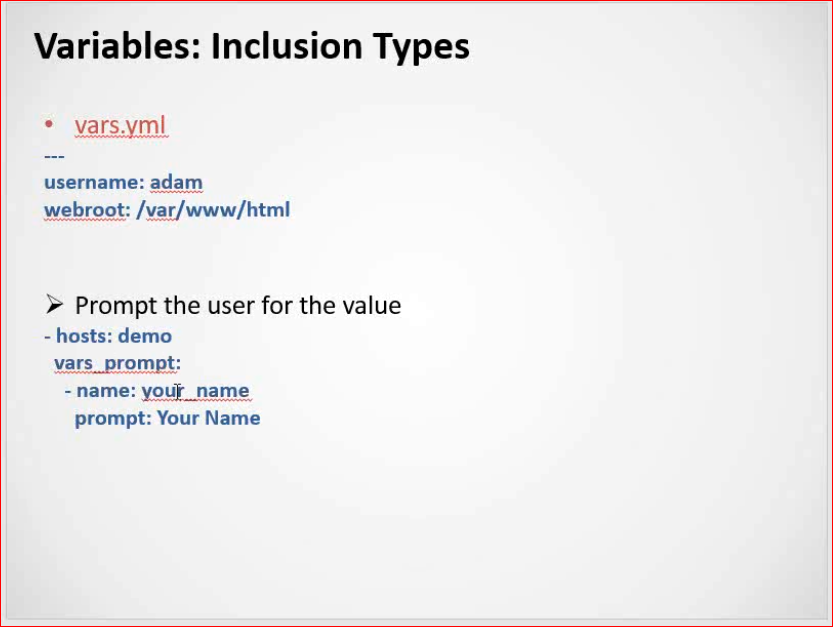 Variables: Inclusion Types
• vars.yml
---
username: adam
webroot: /var/www/html
➢ Prompt the user for the value
- hosts: demo
vars_prompt:
- name: your_name
prompt: Your Name